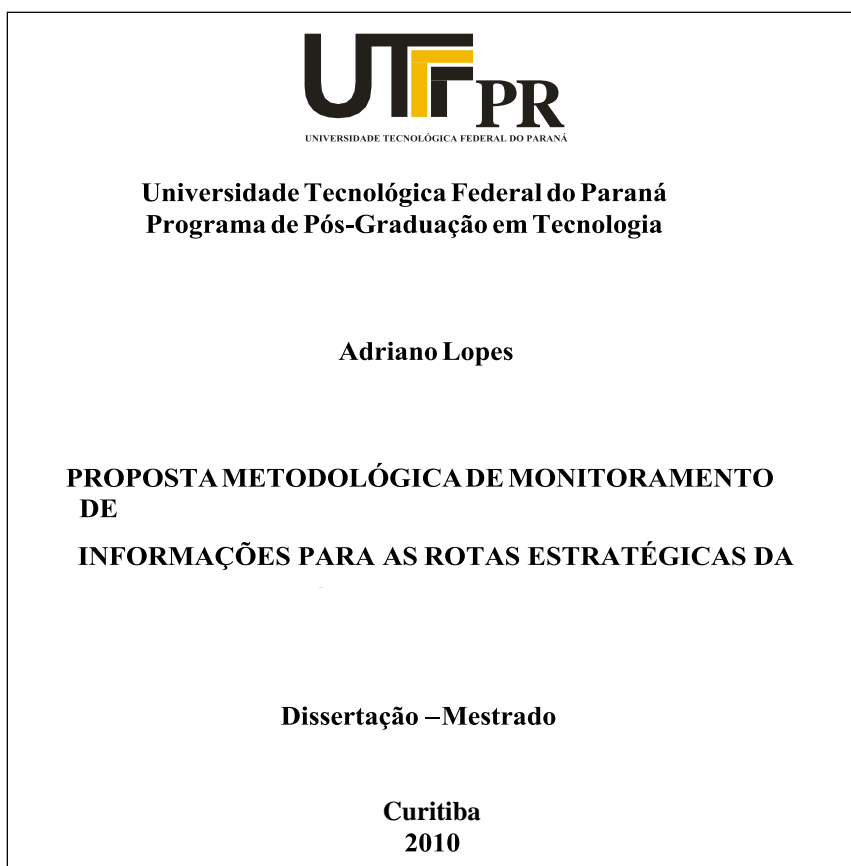 UTFPR
UNIVERSIDADE TECNOLÓGICA FEDERAL DO PARANÁ
Universidade Tecnológica Federal do Paraná
Programa de Pós-Graduação em Tecnologia
Adriano Lopes
PROPOSTA METODOLÓGICA DE MONITORAMENTO
DE
INFORMAÇÕES PARA AS ROTAS ESTRATÉGICAS DA
Dissertação – Mestrado
Curitiba
2010